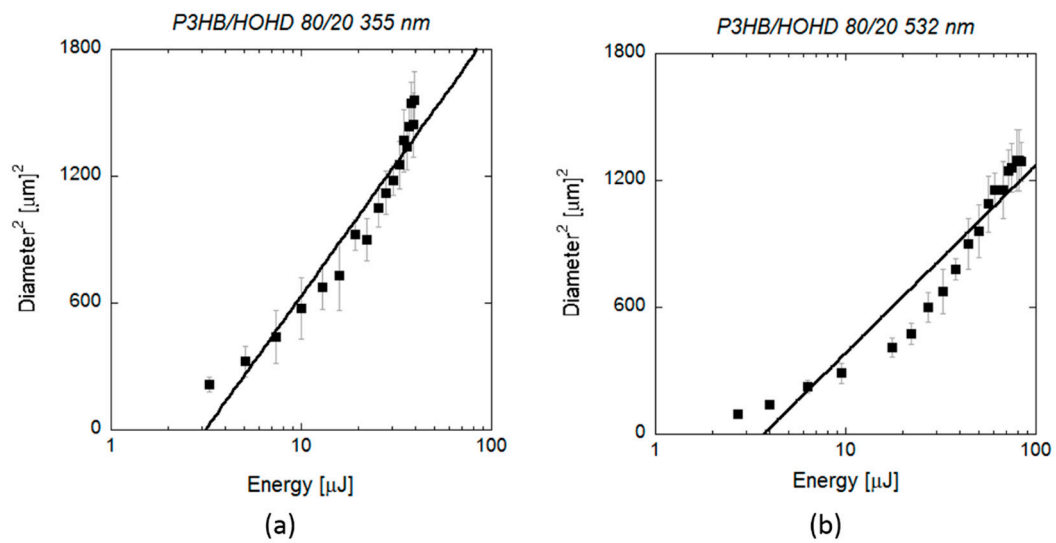 P3HB/HOHD 80/20 355 nm
1800
1200
600
0
Diameter² [µm]²
1
10
100
Energy [µJ]
(a)
P3HB/HOHD 80/20 532 nm
1800
1200
600
0
Diameter² [µm]²
1
10
100
Energy [µJ]
(b)